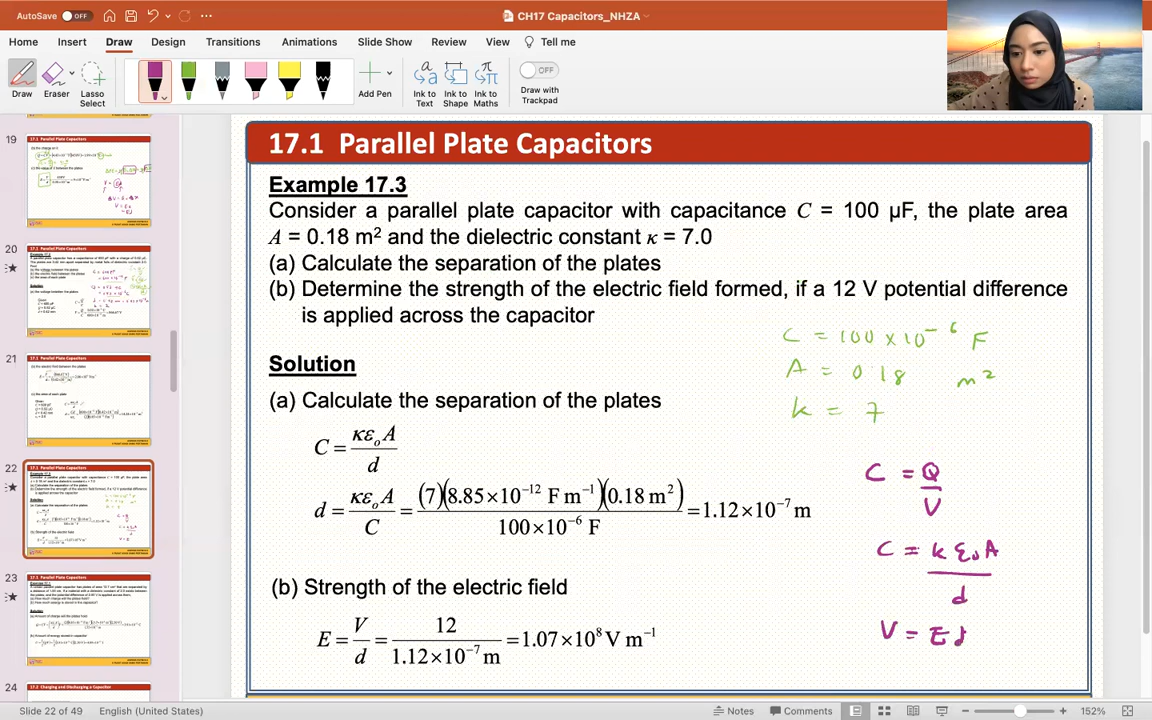 AutoSave OFF
CH17 Capacitors_NHZA
Home Insert Draw Design Transitions Animations Slide Show Review View Tell me
Draw Eraser Lasso Select Add Pen Ink to Text Ink to Shape Ink to Maths OFF Draw with Trackpad
19
20
21
22
23
24
17.1 Parallel Plate Capacitors
Example 17.3
Consider a parallel plate capacitor with capacitance C = 100 µF, the plate area
A = 0.18 m² and the dielectric constant κ = 7.0
(a) Calculate the separation of the plates
(b) Determine the strength of the electric field formed, if a 12 V potential difference
is applied across the capacitor
C = 100 x 10⁻⁶ F
A = 0.18 m²
k = 7
Solution
(a) Calculate the separation of the plates
C = κε₀A / d
d = κε₀A / C = (7)(8.85×10⁻¹² F m⁻¹)(0.18 m²) / 100×10⁻⁶ F = 1.12×10⁻⁷ m
C = Q / V
C = k ε₀ A / d
V = Ed
(b) Strength of the electric field
E = V / d = 12 / 1.12×10⁻⁷ m = 1.07×10⁸ V m⁻¹
Slide 22 of 49 English (United States) Notes Comments 152%